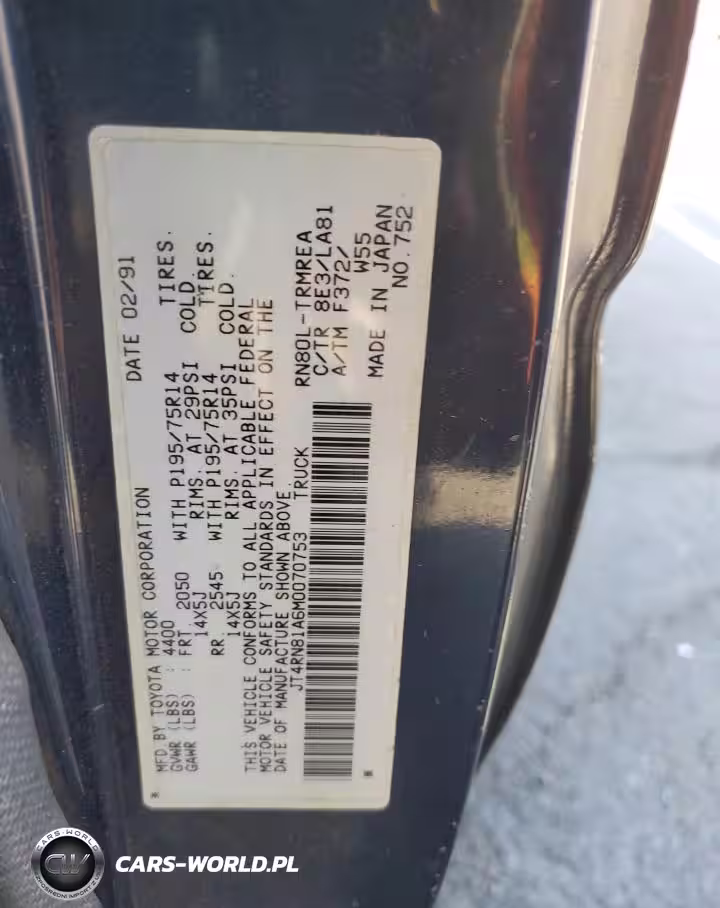 DATE 02/91
MFD. BY TOYOTA MOTOR CORPORATION
GVWR (LBS) : 4400
GAWR (LBS) : FRT. 2050 WITH P195/75R14 TIRES.
14X5J RIMS. AT 29PSI COLD.
RR. 2545 WITH P195/75R14 TIRES.
14X5J RIMS. AT 35PSI COLD.
THIS VEHICLE CONFORMS TO ALL APPLICABLE FEDERAL
MOTOR VEHICLE SAFETY STANDARDS IN EFFECT ON THE
DATE OF MANUFACTURE SHOWN ABOVE.
JT4RN81A6M0070753 TRUCK
RN80L-TRMREA
C/TR 8E3/LA81
A/TM F372/
W55
MADE IN JAPAN
NO.752
CARS-WORLD
CW
CARS-WORLD.PL